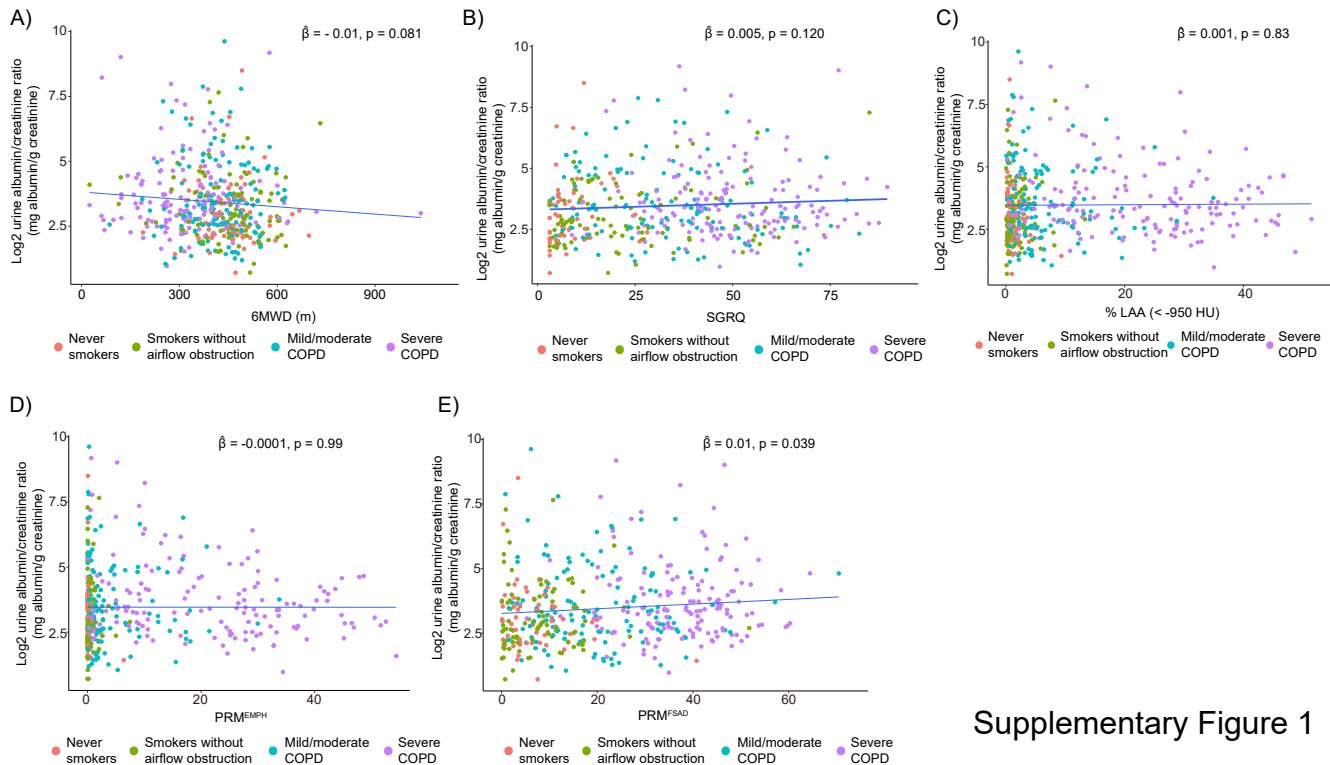 A)
β̂ = - 0.01, p = 0.081
Log2 urine albumin/creatinine ratio
(mg albumin/g creatinine)
10
7.5
5
2.5
0
300
600
900
6MWD (m)
Never
smokers
Smokers without
airflow obstruction
Mild/moderate
COPD
Severe
COPD
B)
β̂ = 0.005, p = 0.120
Log2 urine albumin/creatinine ratio
(mg albumin/g creatinine)
10
7.5
5
2.5
0
25
50
75
SGRQ
Never
smokers
Smokers without
airflow obstruction
Mild/moderate
COPD
Severe
COPD
C)
β̂ = 0.001, p = 0.83
Log2 urine albumin/creatinine ratio
(mg albumin/g creatinine)
10
7.5
5
2.5
0
20
40
% LAA (< -950 HU)
Never
smokers
Smokers without
airflow obstruction
Mild/moderate
COPD
Severe
COPD
D)
β̂ = -0.0001, p = 0.99
Log2 urine albumin/creatinine ratio
(mg albumin/g creatinine)
10
7.5
5
2.5
0
20
40
PRMEMPH
Never
smokers
Smokers without
airflow obstruction
Mild/moderate
COPD
Severe
COPD
E)
β̂ = 0.01, p = 0.039
Log2 urine albumin/creatinine ratio
(mg albumin/g creatinine)
10
7.5
5
2.5
0
20
40
60
PRMFSAD
Never
smokers
Smokers without
airflow obstruction
Mild/moderate
COPD
Severe
COPD
Supplementary Figure 1